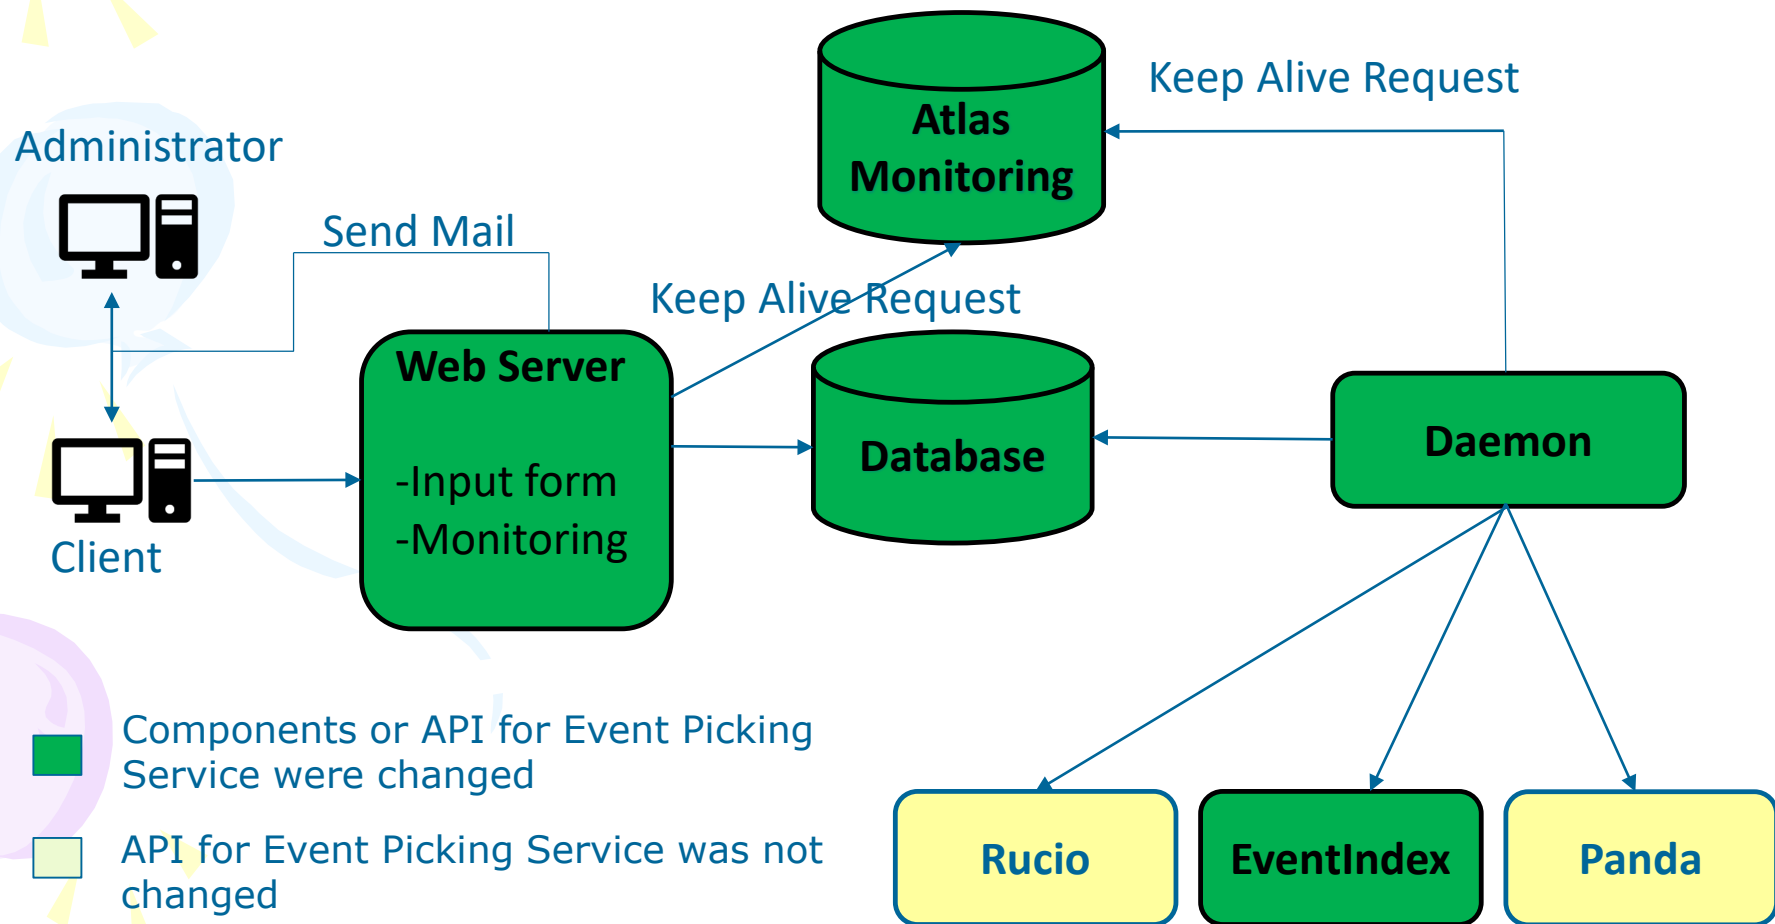 Keep Alive Request
Atlas
Monitoring
Administrator
Send Mail
Keep Alive Request
Web Server
-Input form
-Monitoring
Database
Daemon
Client
Components or API for Event Picking
Service were changed
API for Event Picking Service was not
changed
Rucio
EventIndex
Panda